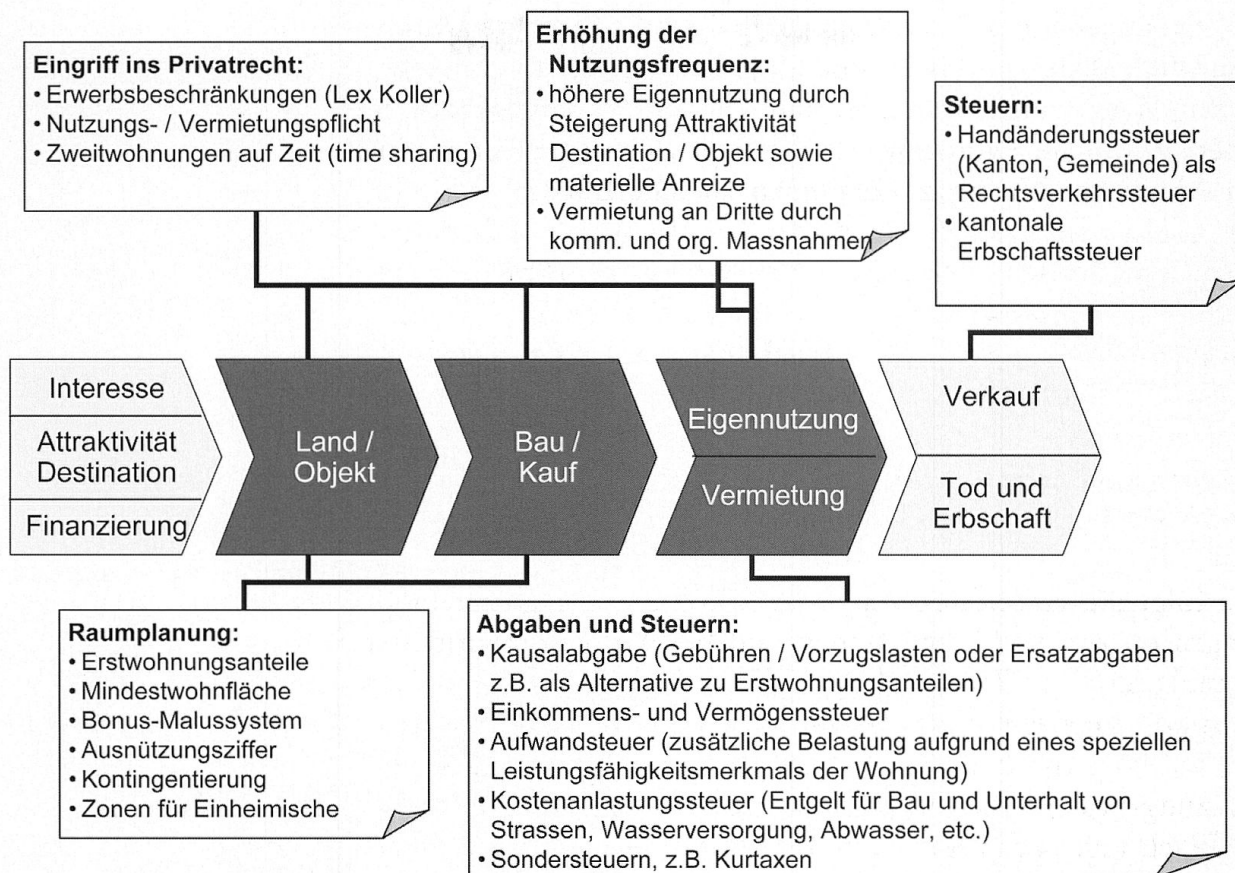 Eingriff ins Privatrecht:
• Erwerbsbeschränkungen (Lex Koller)
• Nutzungs- / Vermietungspflicht
• Zweitwohnungen auf Zeit (time sharing)
Erhöhung der
Nutzungsfrequenz:
• höhere Eigennutzung durch
Steigerung Attraktivität
Destination / Objekt sowie
materielle Anreize
• Vermietung an Dritte durch
komm. und org. Massnahmen
Steuern:
• Handänderungssteuer
(Kanton, Gemeinde) als
Rechtsverkehrssteuer
• kantonale
Erbschaftssteuer
Interesse
Attraktivität
Destination
Finanzierung
Land /
Objekt
Bau /
Kauf
Eigennutzung
Vermietung
Verkauf
Tod und
Erbschaft
Raumplanung:
• Erstwohnungsanteile
• Mindestwohnfläche
• Bonus-Malussystem
• Ausnützungsziffer
• Kontingentierung
• Zonen für Einheimische
Abgaben und Steuern:
• Kausalabgabe (Gebühren / Vorzugslasten oder Ersatzabgaben
z.B. als Alternative zu Erstwohnungsanteilen)
• Einkommens- und Vermögenssteuer
• Aufwandsteuer (zusätzliche Belastung aufgrund eines speziellen
Leistungsfähigkeitsmerkmals der Wohnung)
• Kostenanlastungssteuer (Entgelt für Bau und Unterhalt von
Strassen, Wasserversorgung, Abwasser, etc.)
• Sondersteuern, z.B. Kurtaxen